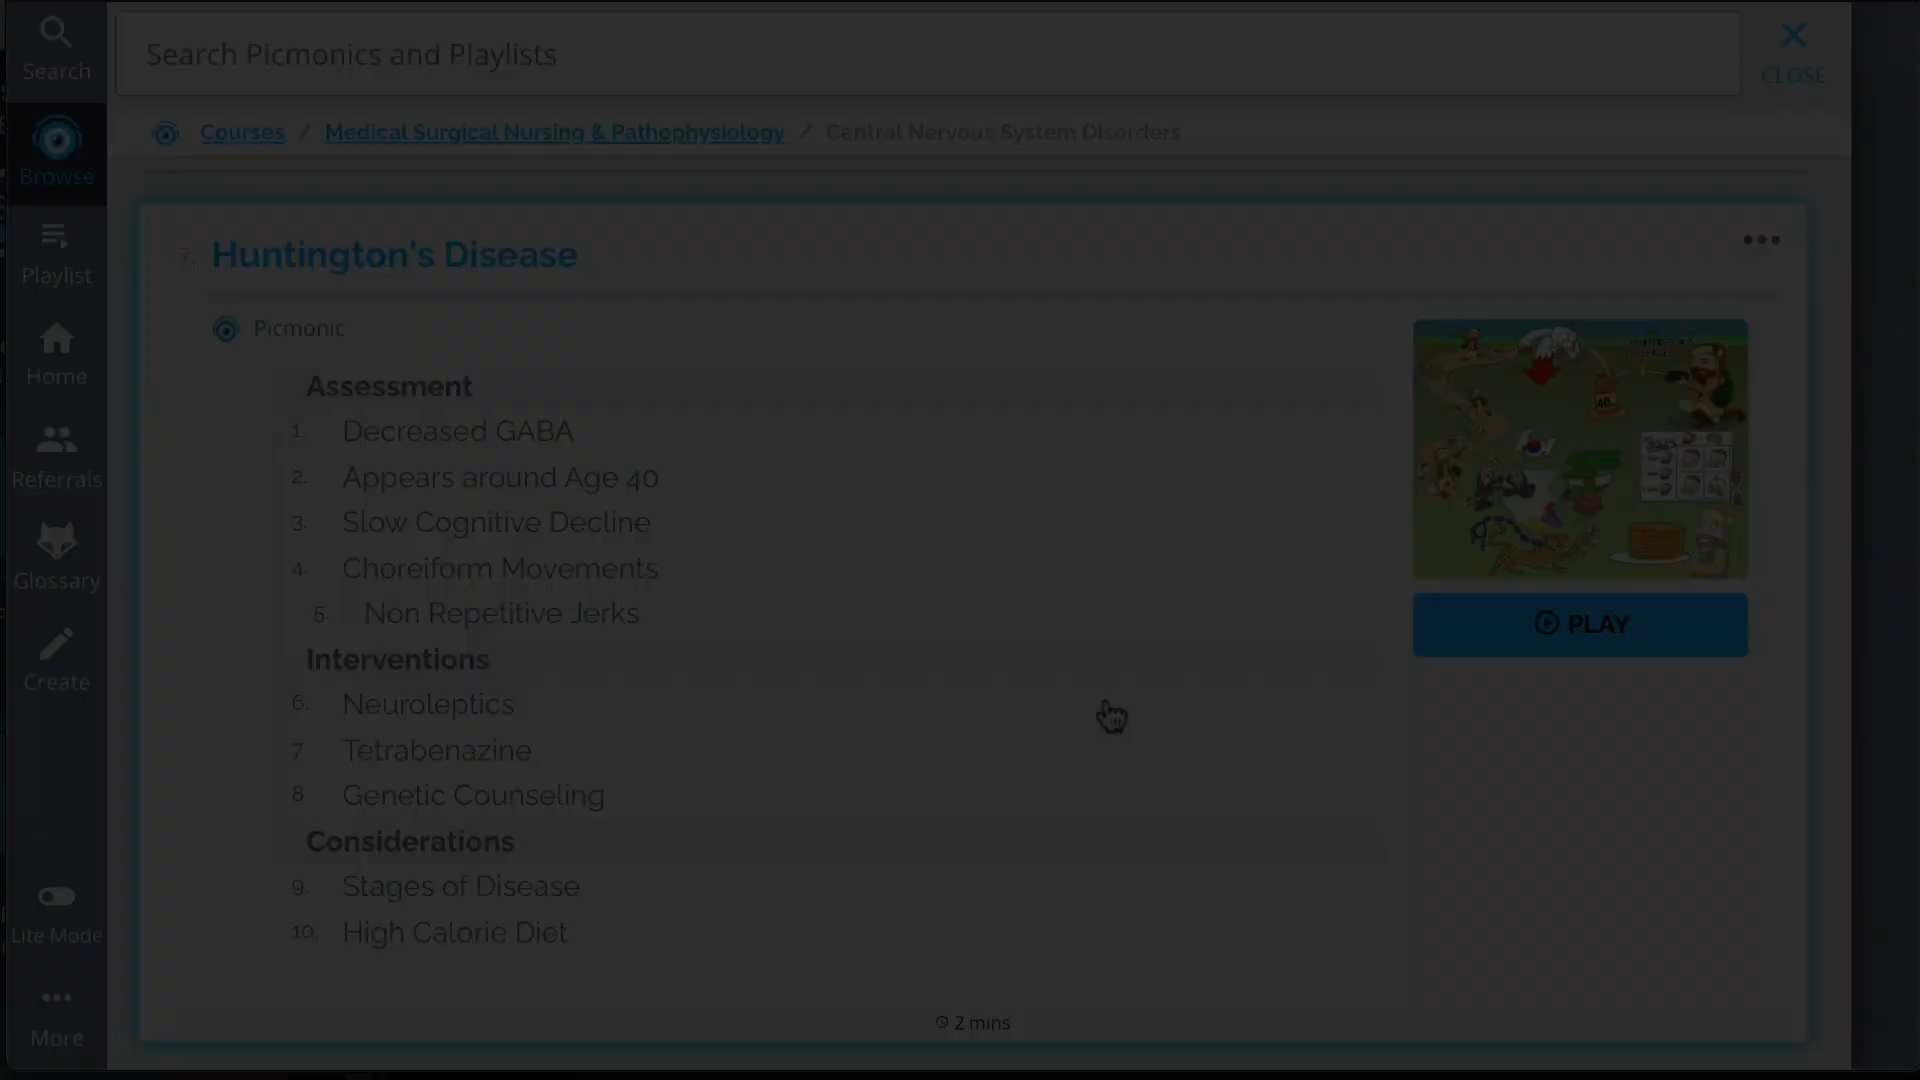 Search
Search Picmonics and Playlists
CLOSE
Courses / Medical Surgical Nursing & Pathophysiology / Central Nervous System Disorders
Browse
Playlist
Home
Referrals
Glossary
Create
Lite Mode
More
7. Huntington's Disease
Picmonic
Assessment
1. Decreased GABA
2. Appears around Age 40
3. Slow Cognitive Decline
4. Choreiform Movements
5. Non Repetitive Jerks
Interventions
6. Neuroleptics
7 Tetrabenazine
8 Genetic Counseling
Considerations
9. Stages of Disease
10. High Calorie Diet
40
PLAY
2 mins